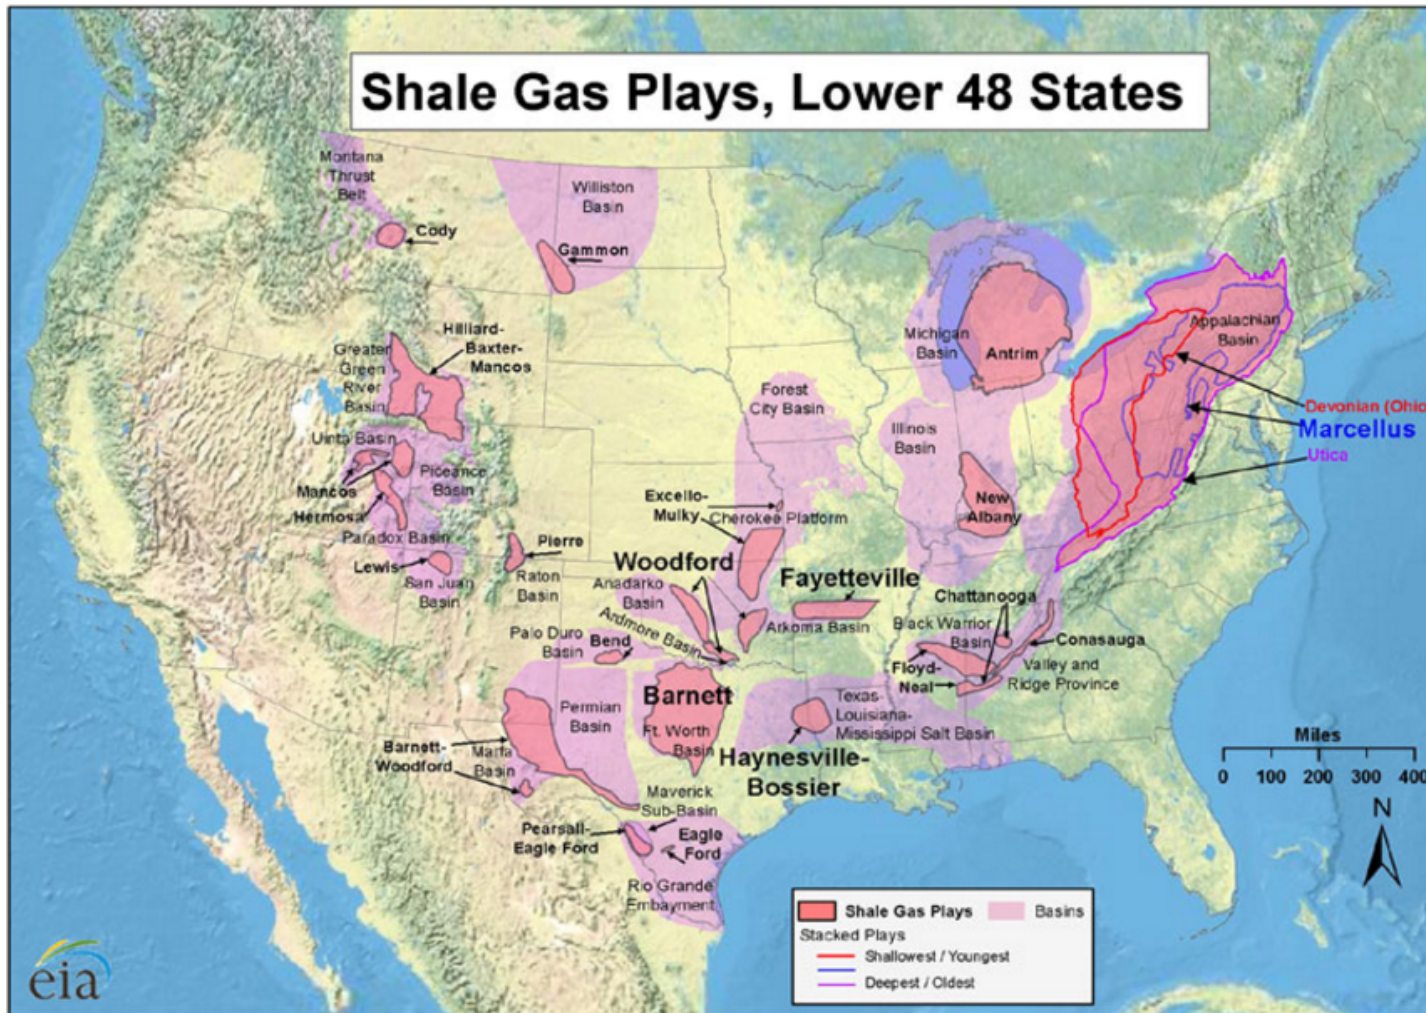 Shale Gas Plays, Lower 48 States
Montana
Thrust
Belt
Cody
Williston
Basin
Gammon
Hilliard-
Baxter-
Mancos
Greater
Green
River
Basin
Uinta Basin
Piceance
Basin
Mancos
Hermosa
Paradox Basin
Lewis
San Juan
Basin
Pierre
Raton
Basin
Michigan
Basin
Antrim
Forest
City Basin
Illinois
Basin
New
Albany
Appalachian
Basin
Devonian (Ohio
Marcellus
Utica
Excello-
Mulky
Cherokee Platform
Woodford
Anadarko
Basin
Ardmore Basin
Fayetteville
Arkoma Basin
Chattanooga
Black Warrior
Basin
Conasauga
Floyd-
Neal
Valley and
Ridge Province
Palo Duro
Basin
Bend
Permian
Basin
Barnett
Ft. Worth
Basin
Texas-
Louisiana-
Mississippi Salt Basin
Haynesville-
Bossier
Barnett-
Woodford
Marfa
Basin
Maverick
Sub-Basin
Pearsall-
Eagle Ford
Eagle
Ford
Rio Grande
Embayment
Miles
0 100 200 300 400
N
Shale Gas Plays
Basins
Stacked Plays
Shallowest / Youngest
Deepest / Oldest
eia